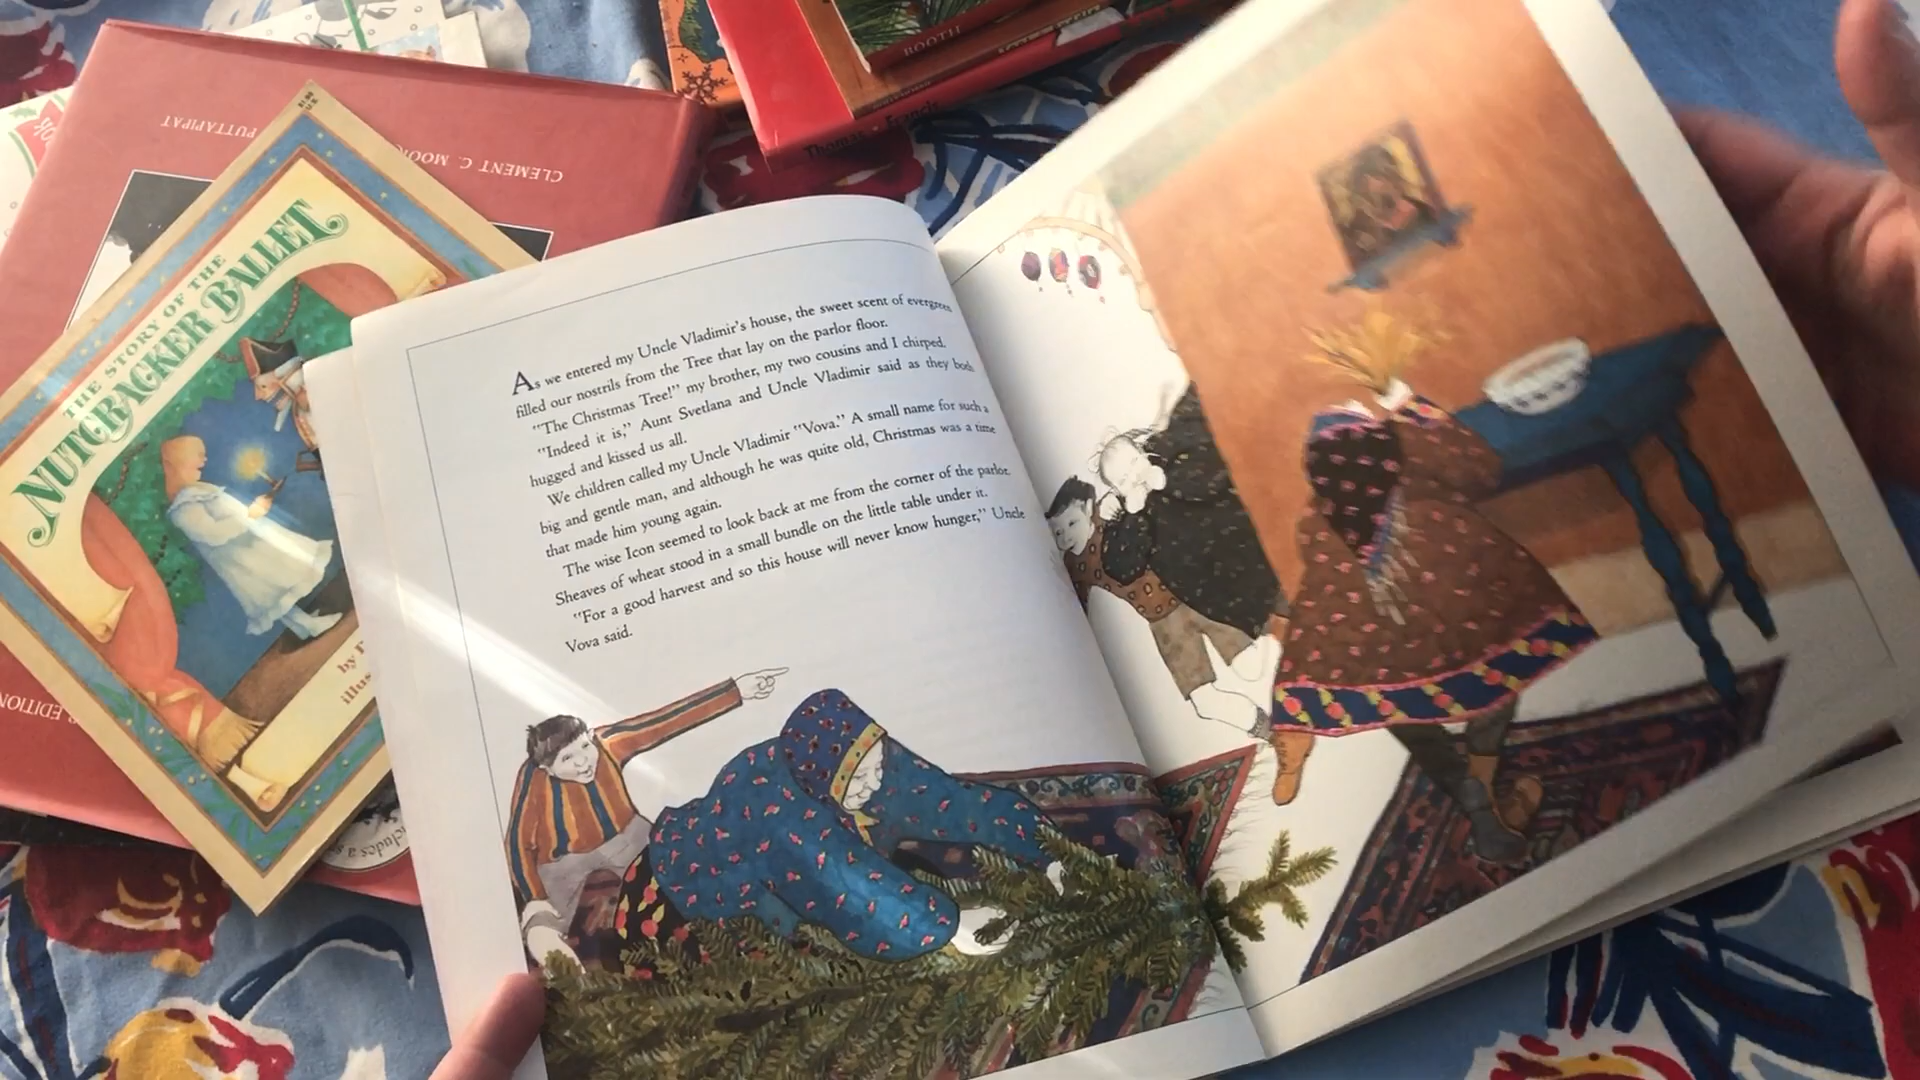 BOOTH
Thomas Francis
PUTTAPIPAT
CLEMENT C. MOO
THE STORY OF THE
NUTCRACKER BALLET
by
illus
EDITION
cludes a
As we entered my Uncle Vladimir's house, the sweet scent of evergreen
filled our nostrils from the Tree that lay on the parlor floor.
"The Christmas Tree!" my brother, my two cousins and I chirped.
"Indeed it is," Aunt Svetlana and Uncle Vladimir said as they both
hugged and kissed us all.
We children called my Uncle Vladimir "Vova." A small name for such a
big and gentle man, and although he was quite old, Christmas was a time
that made him young again.
The wise Icon seemed to look back at me from the corner of the parlor.
Sheaves of wheat stood in a small bundle on the little table under it.
"For a good harvest and so this house will never know hunger," Uncle
Vova said.